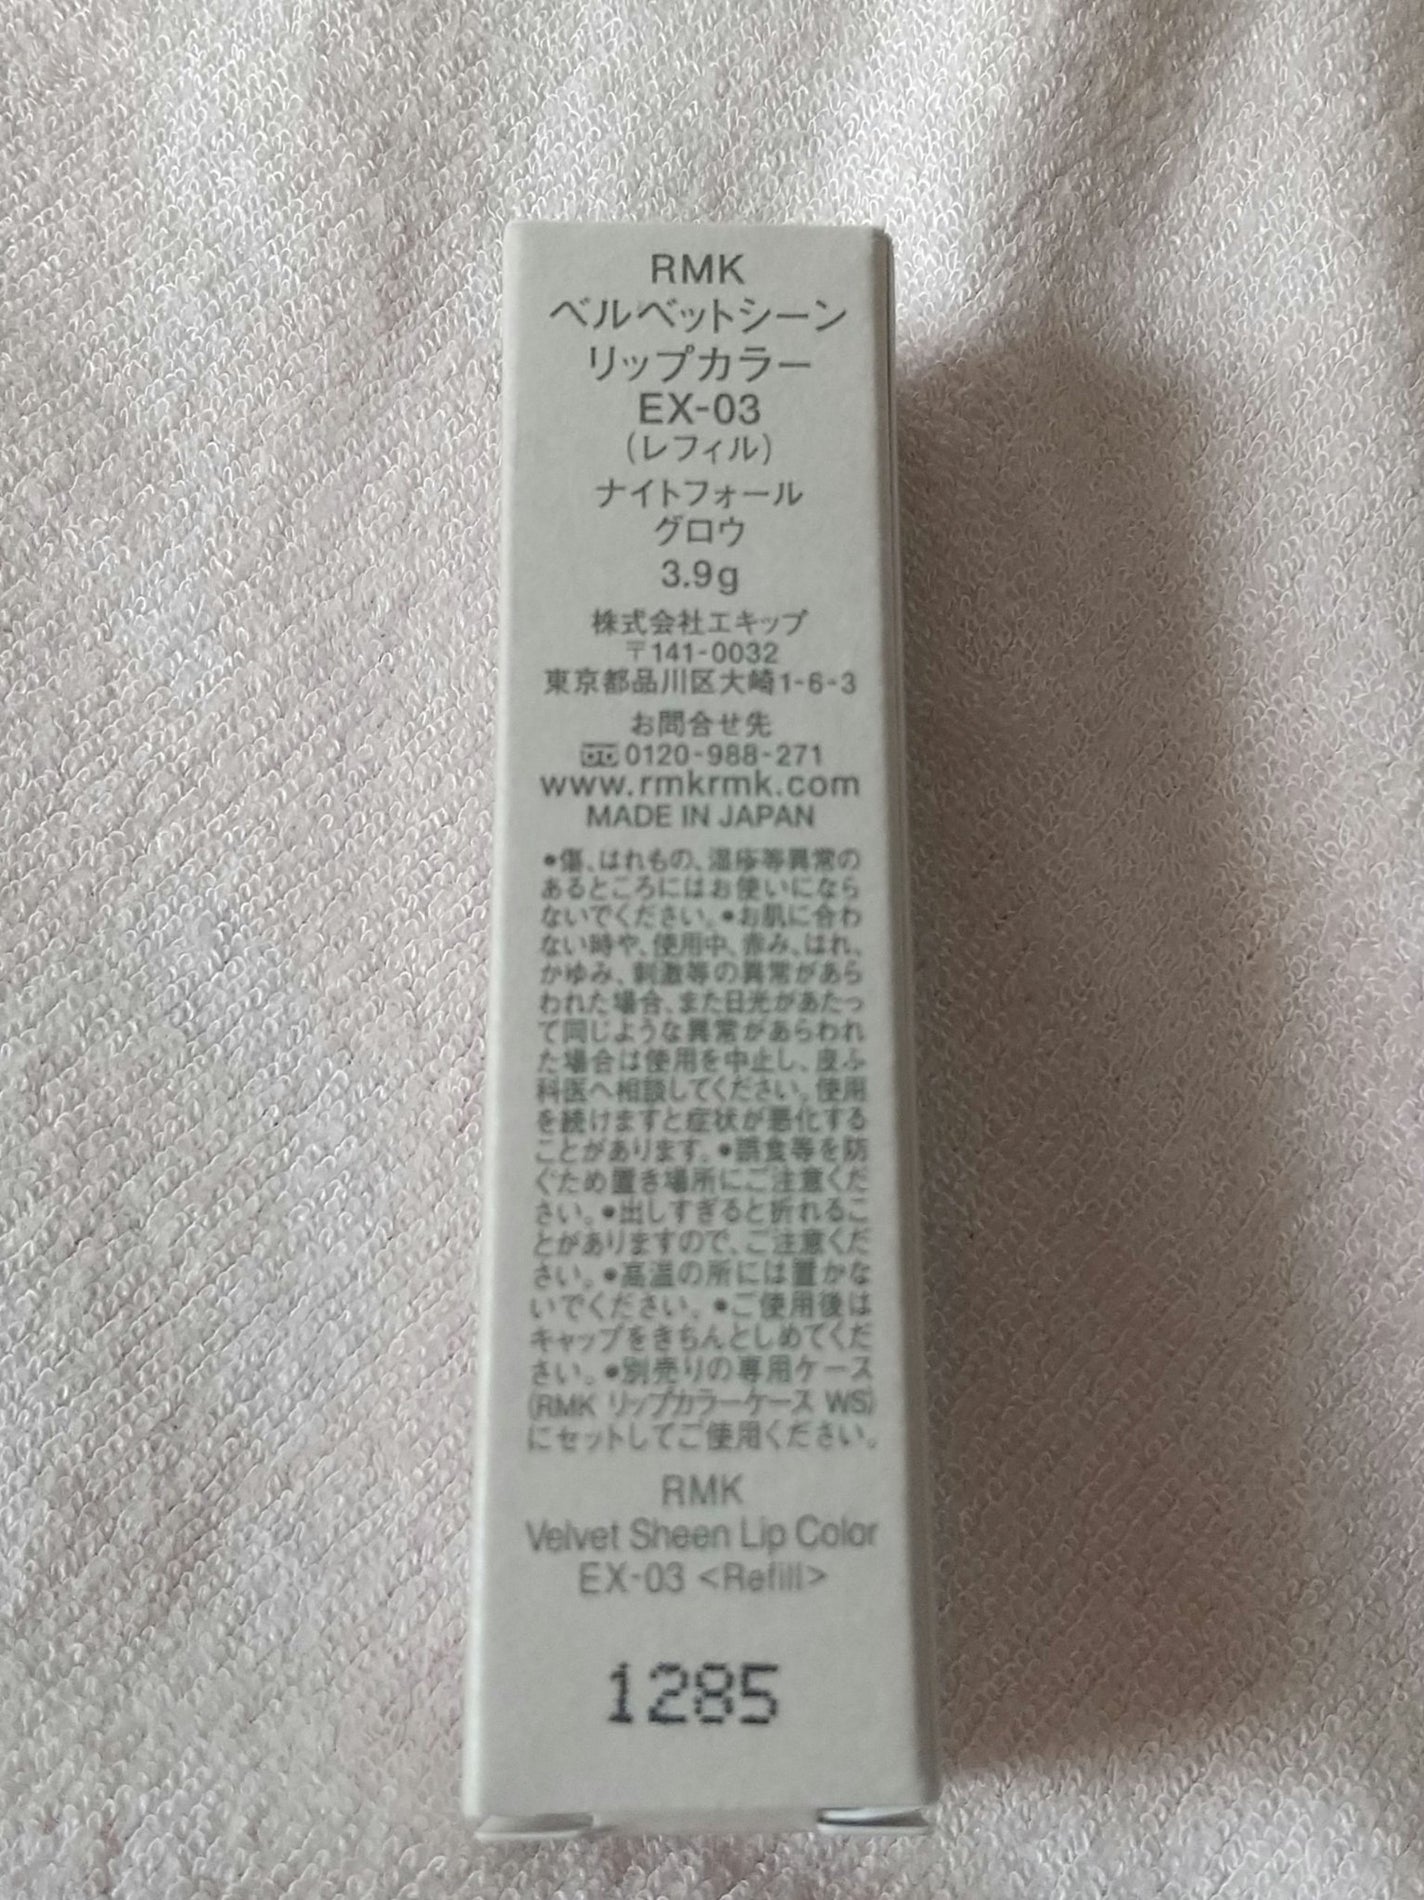 RMK
ベルベットシーン
リップカラー
EX-03
(レフィル)
ナイトフォール
グロウ
3.9g
株式会社エキップ
〒141-0032
東京都品川区大崎1-6-3
お問合せ先
0120-988-271
www.rmkrmk.com
MADE IN JAPAN
•傷、はれもの、湿疹等異常の
あるところにはお使いになら
ないでください。•お肌に合わ
ない時や、使用中、赤み、はれ、
かゆみ、刺激等の異常があら
われた場合、また日光があたっ
て同じような異常があらわれ
た場合は使用を中止し、皮ふ
科医へ相談してください。使用
を続けますと症状が悪化する
ことがあります。•誤食等を防
ぐため置き場所にご注意くだ
さい。•出しすぎると折れるこ
とがありますので、ご注意くだ
さい。•高温の所には置かな
いでください。•ご使用後は
キャップをきちんとしめてくだ
さい。•別売りの専用ケース
(RMK リップカラーケース WS)
にセットしてご使用ください。
RMK
Velvet Sheen Lip Color
EX-03 <Refill>
1285